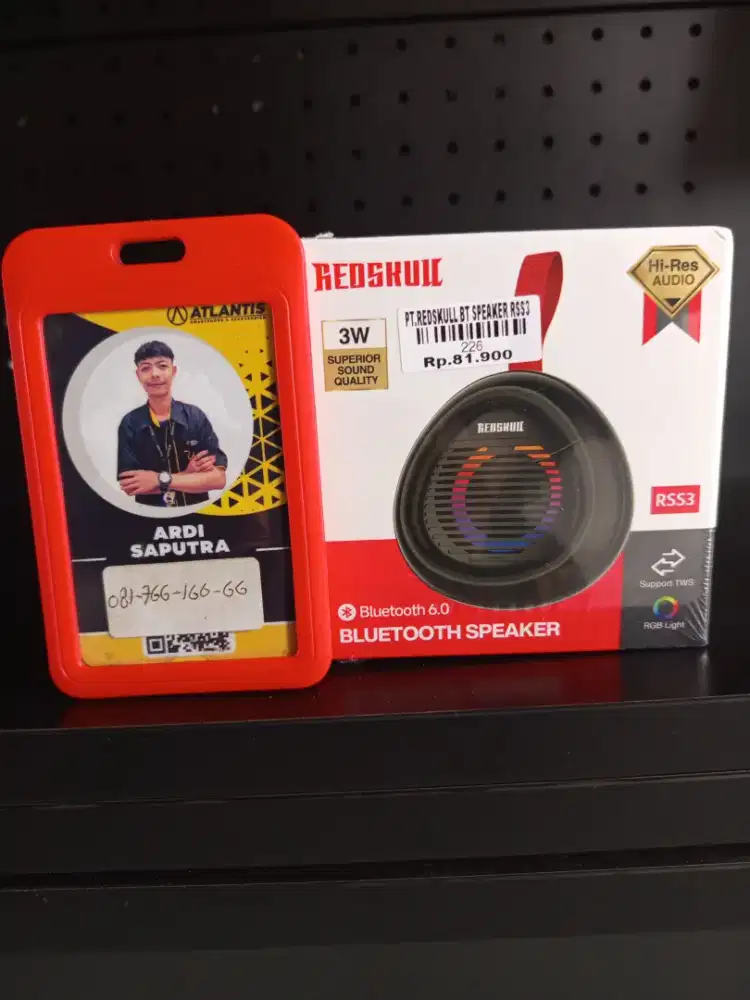 ATLANTIS
ARDI
SAPUTRA
081-766-166-66
REDSKULL
3W
SUPERIOR
SOUND
QUALITY
PT.REDSKULL BT SPEAKER RSS3
226
Rp.81.900
Hi-Res
AUDIO
REDSKULL
RSS3
Support TWS
RGB Light
Bluetooth 6.0
BLUETOOTH SPEAKER